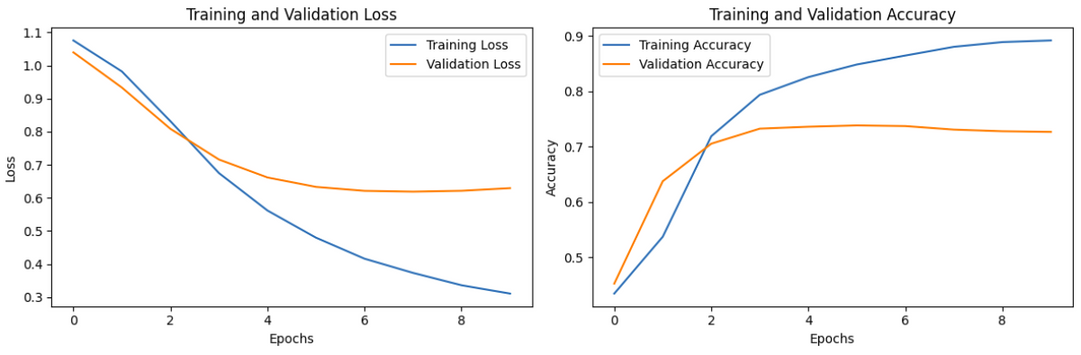 Training and Validation Loss
1.1
1.0
0.9
0.8
0.7
0.6
0.5
0.4
0.3
Loss
Training Loss
Validation Loss
0 2 4 6 8
Epochs
Training and Validation Accuracy
0.9
0.8
0.7
0.6
0.5
Accuracy
Training Accuracy
Validation Accuracy
0 2 4 6 8
Epochs